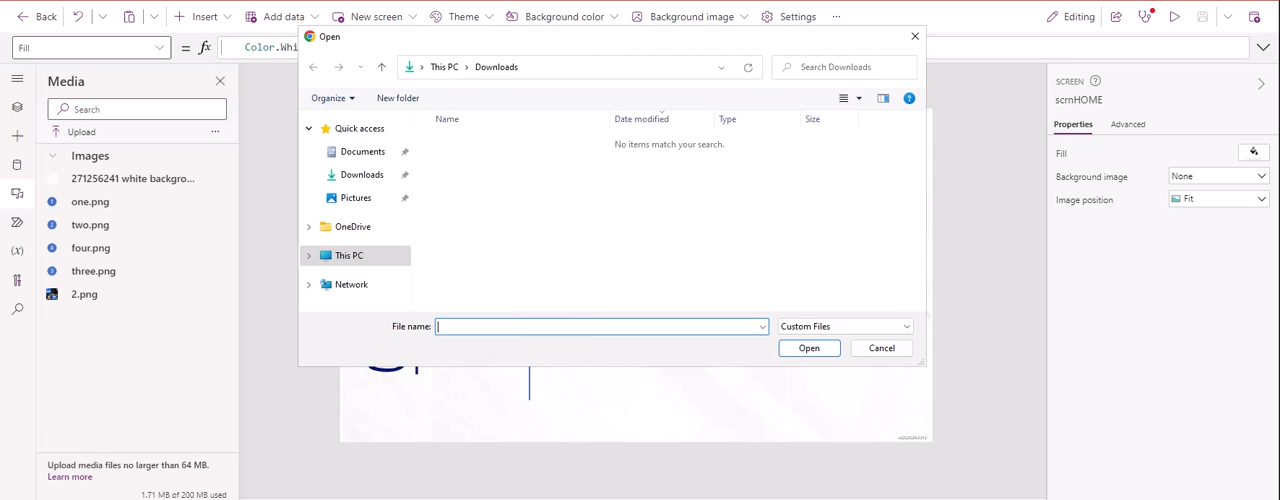 Back Insert Add data New screen Theme Background color Background image Settings ... Editing
Fill = fx Color.Whi
Open
This PC > Downloads Search Downloads
Organize New folder
Name Date modified Type Size
No items match your search.
Quick access
Documents
Downloads
Pictures
OneDrive
This PC
Network
File name: Custom Files
Open Cancel
Media
Search
Upload ...
Images
271256241 white backgro...
one.png
two.png
four.png
three.png
2.png
Upload media files no larger than 64 MB.
Learn more
1.71 MB of 200 MB used
SCREEN
scrnHOME
Properties Advanced
Fill
Background image None
Image position Fit